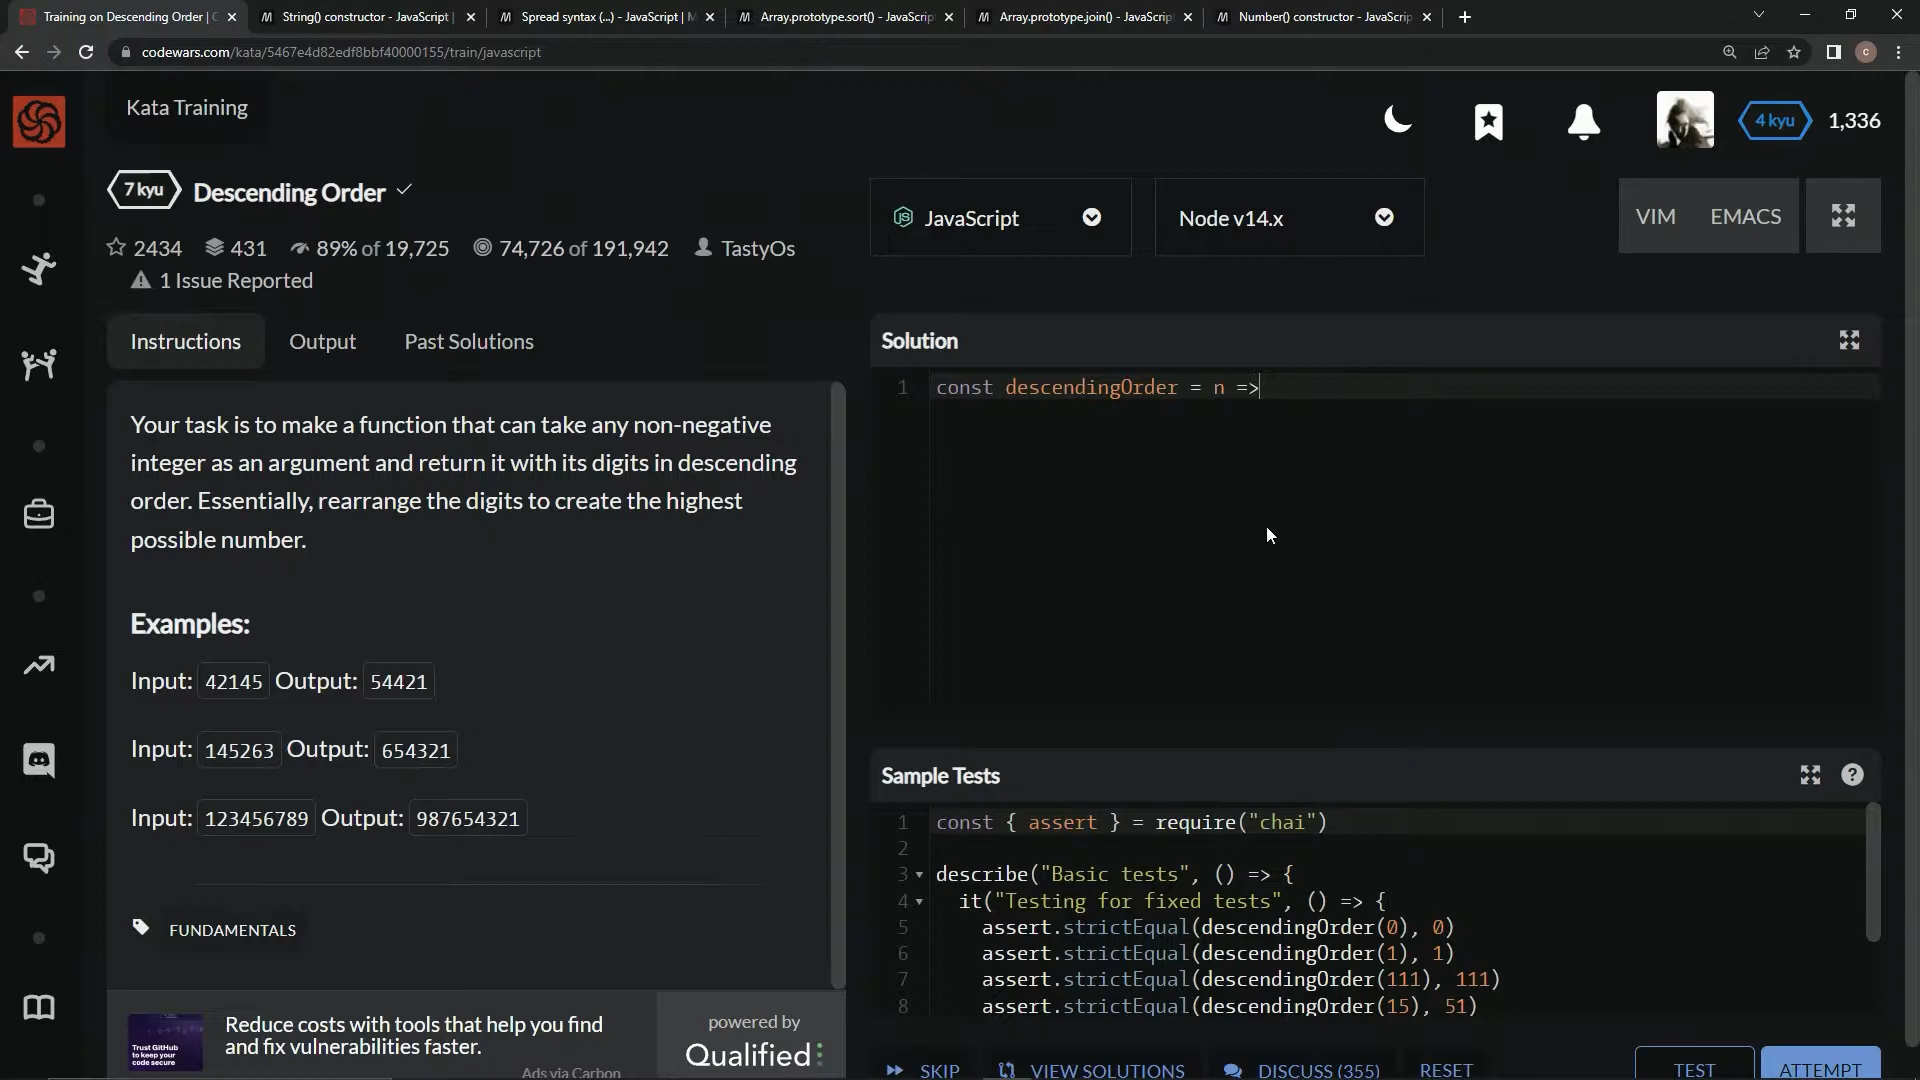 Training on Descending Order | C
String() constructor - JavaScript |
Spread syntax (...) - JavaScript | M
Array.prototype.sort() - JavaScrip
Array.prototype.join() - JavaScrip
Number() constructor - JavaScrip
codewars.com/kata/5467e4d82edf8bbf40000155/train/javascript
C
Kata Training
4 kyu 1,336
7 kyu Descending Order
2434 431 89% of 19,725 74,726 of 191,942 TastyOs
1 Issue Reported
JavaScript
Node v14.x
VIM EMACS
Instructions Output Past Solutions
Your task is to make a function that can take any non-negative
integer as an argument and return it with its digits in descending
order. Essentially, rearrange the digits to create the highest
possible number.
Examples:
Input: 42145 Output: 54421
Input: 145263 Output: 654321
Input: 123456789 Output: 987654321
FUNDAMENTALS
Trust GitHub
to keep your
code secure
Reduce costs with tools that help you find
and fix vulnerabilities faster.
Ads via Carbon
powered by
Qualified
Solution
1 const descendingOrder = n =>
Sample Tests
?
1 const { assert } = require("chai")
2
3 describe("Basic tests", () => {
4 it("Testing for fixed tests", () => {
5 assert.strictEqual(descendingOrder(0), 0)
6 assert.strictEqual(descendingOrder(1), 1)
7 assert.strictEqual(descendingOrder(111), 111)
8 assert.strictEqual(descendingOrder(15), 51)
SKIP VIEW SOLUTIONS DISCUSS (355) RESET TEST ATTEMPT